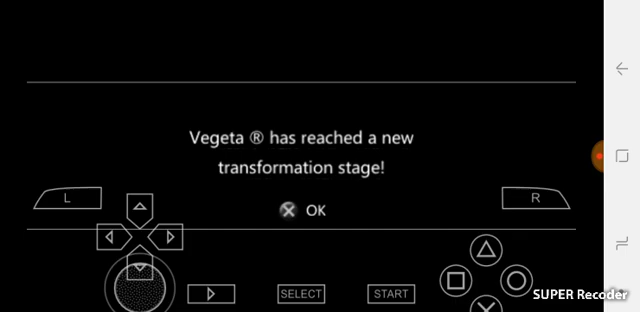 Vegeta ® has reached a new
transformation stage!
OK
L
R
SELECT
START
SUPER Recoder